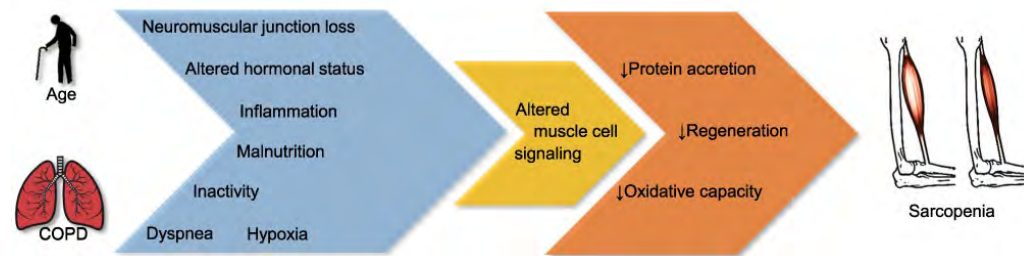 Age
COPD
Neuromuscular junction loss
Altered hormonal status
Inflammation
Malnutrition
Inactivity
Dyspnea Hypoxia
Altered
muscle cell
signaling
↓Protein accretion
↓Regeneration
↓Oxidative capacity
Sarcopenia